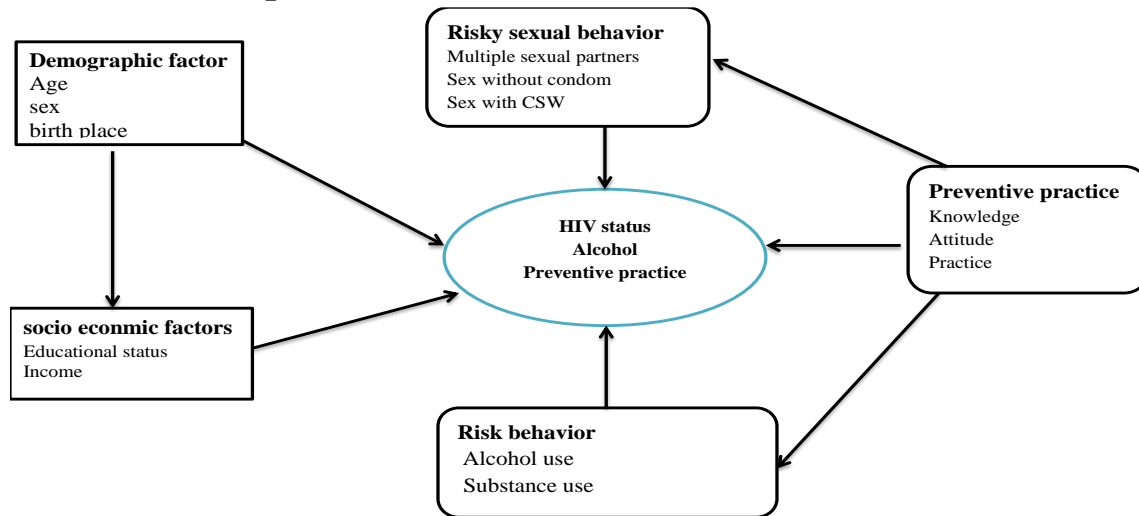 Demographic factor
Age
sex
birth place
Risky sexual behavior
Multiple sexual partners
Sex without condom
Sex with CSW
HIV status
Alcohol
Preventive practice
Preventive practice
Knowledge
Attitude
Practice
socio econmic factors
Educational status
Income
Risk behavior
Alcohol use
Substance use